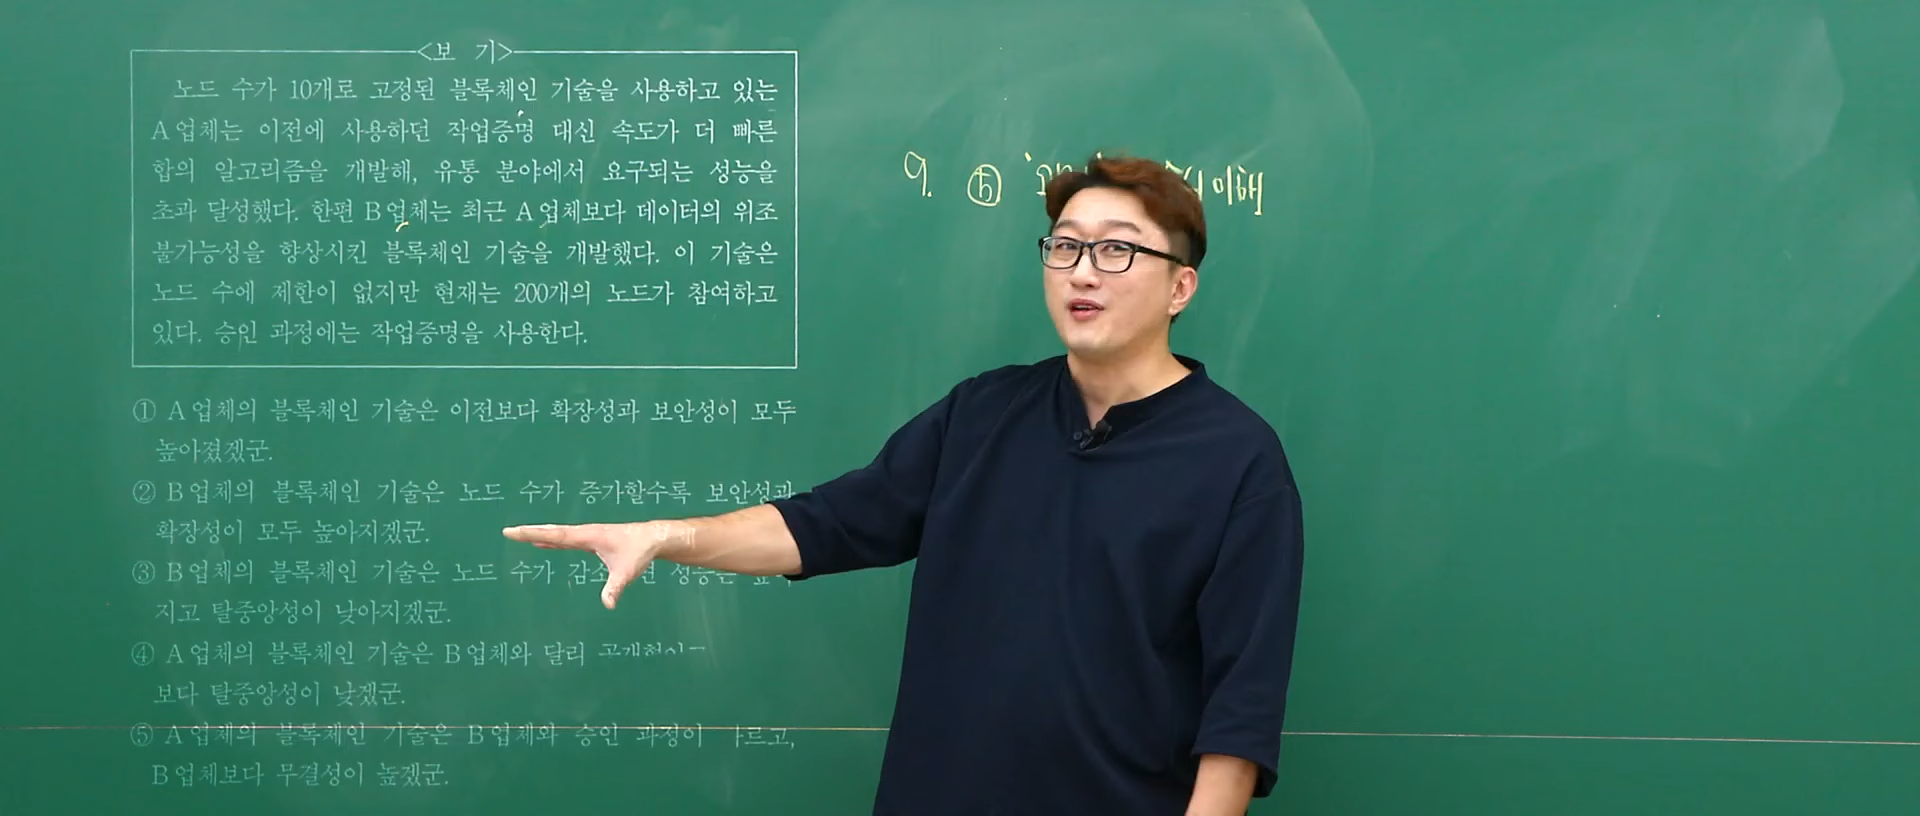 <보 기>
노드 수가 10개로 고정된 블록체인 기술을 사용하고 있는
A업체는 이전에 사용하던 작업증명 대신 속도가 더 빠른
합의 알고리즘을 개발해, 유통 분야에서 요구되는 성능을
초과 달성했다. 한편 B업체는 최근 A업체보다 데이터의 위조
불가능성을 향상시킨 블록체인 기술을 개발했다. 이 기술은
노드 수에 제한이 없지만 현재는 200개의 노드가 참여하고
있다. 승인 과정에는 작업증명을 사용한다.
① A업체의 블록체인 기술은 이전보다 확장성과 보안성이 모두
높아졌겠군.
② B업체의 블록체인 기술은 노드 수가 증가할수록 보안성과
확장성이 모두 높아지겠군.
③ B업체의 블록체인 기술은 노드 수가
지고 탈중앙성이 낮아지겠군.
④ A업체의 블록체인 기술은 B업체와 달리
보다 탈중앙성이 낮겠군.
⑤ A업체의 블록체인 기술은 B업체와 승인 과정이
B업체보다 무결성이 높겠군.
9. ⓗ 이해